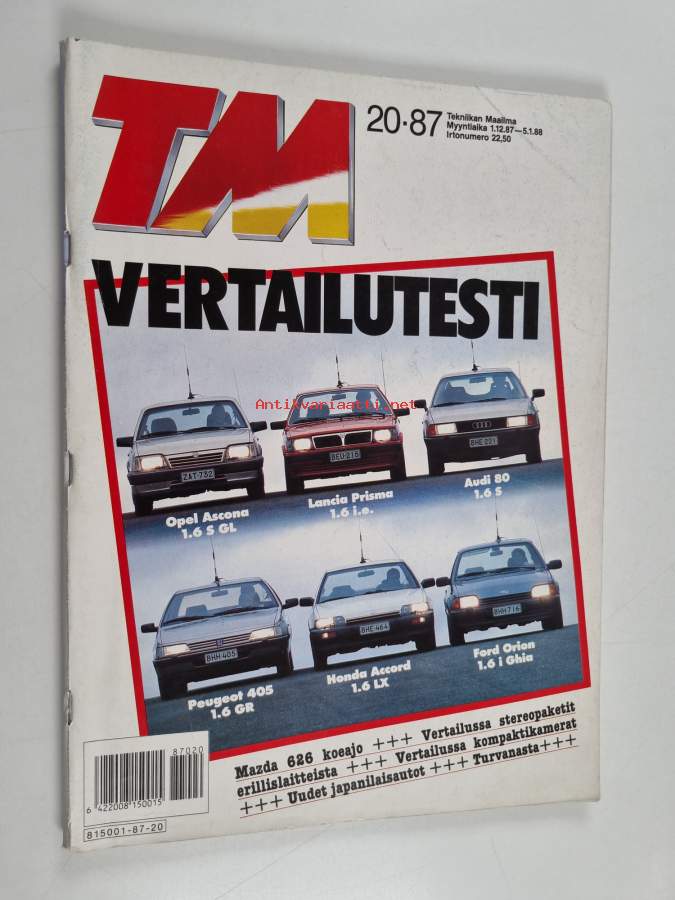 TM
20·87
Tekniikan Maailma
Myyntiaika 1.12.87–5.1.88
Irtonumero 22,50
VERTAILUTESTI
Antikvariaatti.net
ZAT-732
BEU-216
BHE-221
Opel Ascona
1.6 S GL
Lancia Prisma
1.6 i.e.
Audi 80
1.6 S
BHH-405
BHE-464
BHH-716
Peugeot 405
1.6 GR
Honda Accord
1.6 LX
Ford Orion
1.6 i Ghia
Mazda 626 koeajo +++ Vertailussa stereopaketit
erillislaitteista +++ Vertailussa kompaktikamerat
+++ Uudet japanilaisautot +++ Turvanasta+++
87020
6 422008 150015
815001-87-20